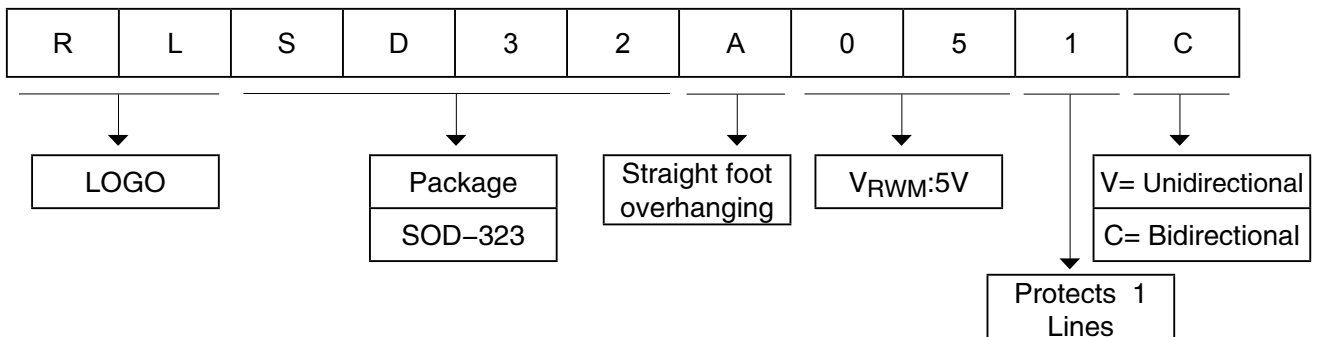 R L S D 3 2 A 0 5 1 C
LOGO
Package
SOD−323
Straight foot
overhanging
VRWM:5V
V= Unidirectional
C= Bidirectional
Protects 1
Lines